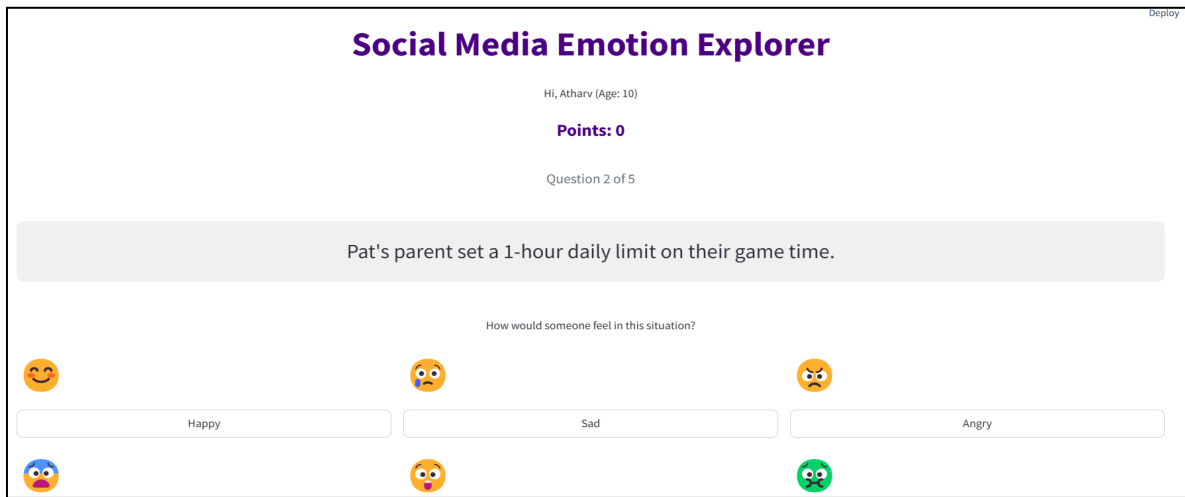 Deploy
Social Media Emotion Explorer
Hi, Atharv (Age: 10)
Points: 0
Question 2 of 5
Pat's parent set a 1-hour daily limit on their game time.
How would someone feel in this situation?
Happy
Sad
Angry